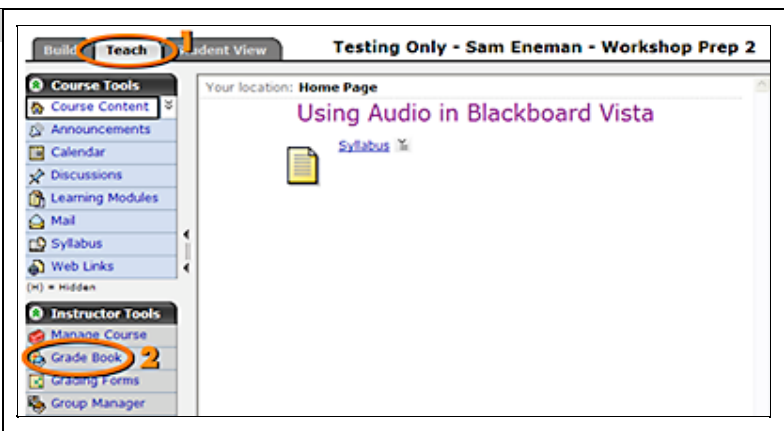 Build Teach Student View Testing Only - Sam Eneman - Workshop Prep 2
1
Course Tools
Course Content
Announcements
Calendar
Discussions
Learning Modules
Mail
Syllabus
Web Links
(H) = Hidden
Instructor Tools
Manage Course
Grade Book 2
Grading Forms
Group Manager
Your location: Home Page
Using Audio in Blackboard Vista
Syllabus